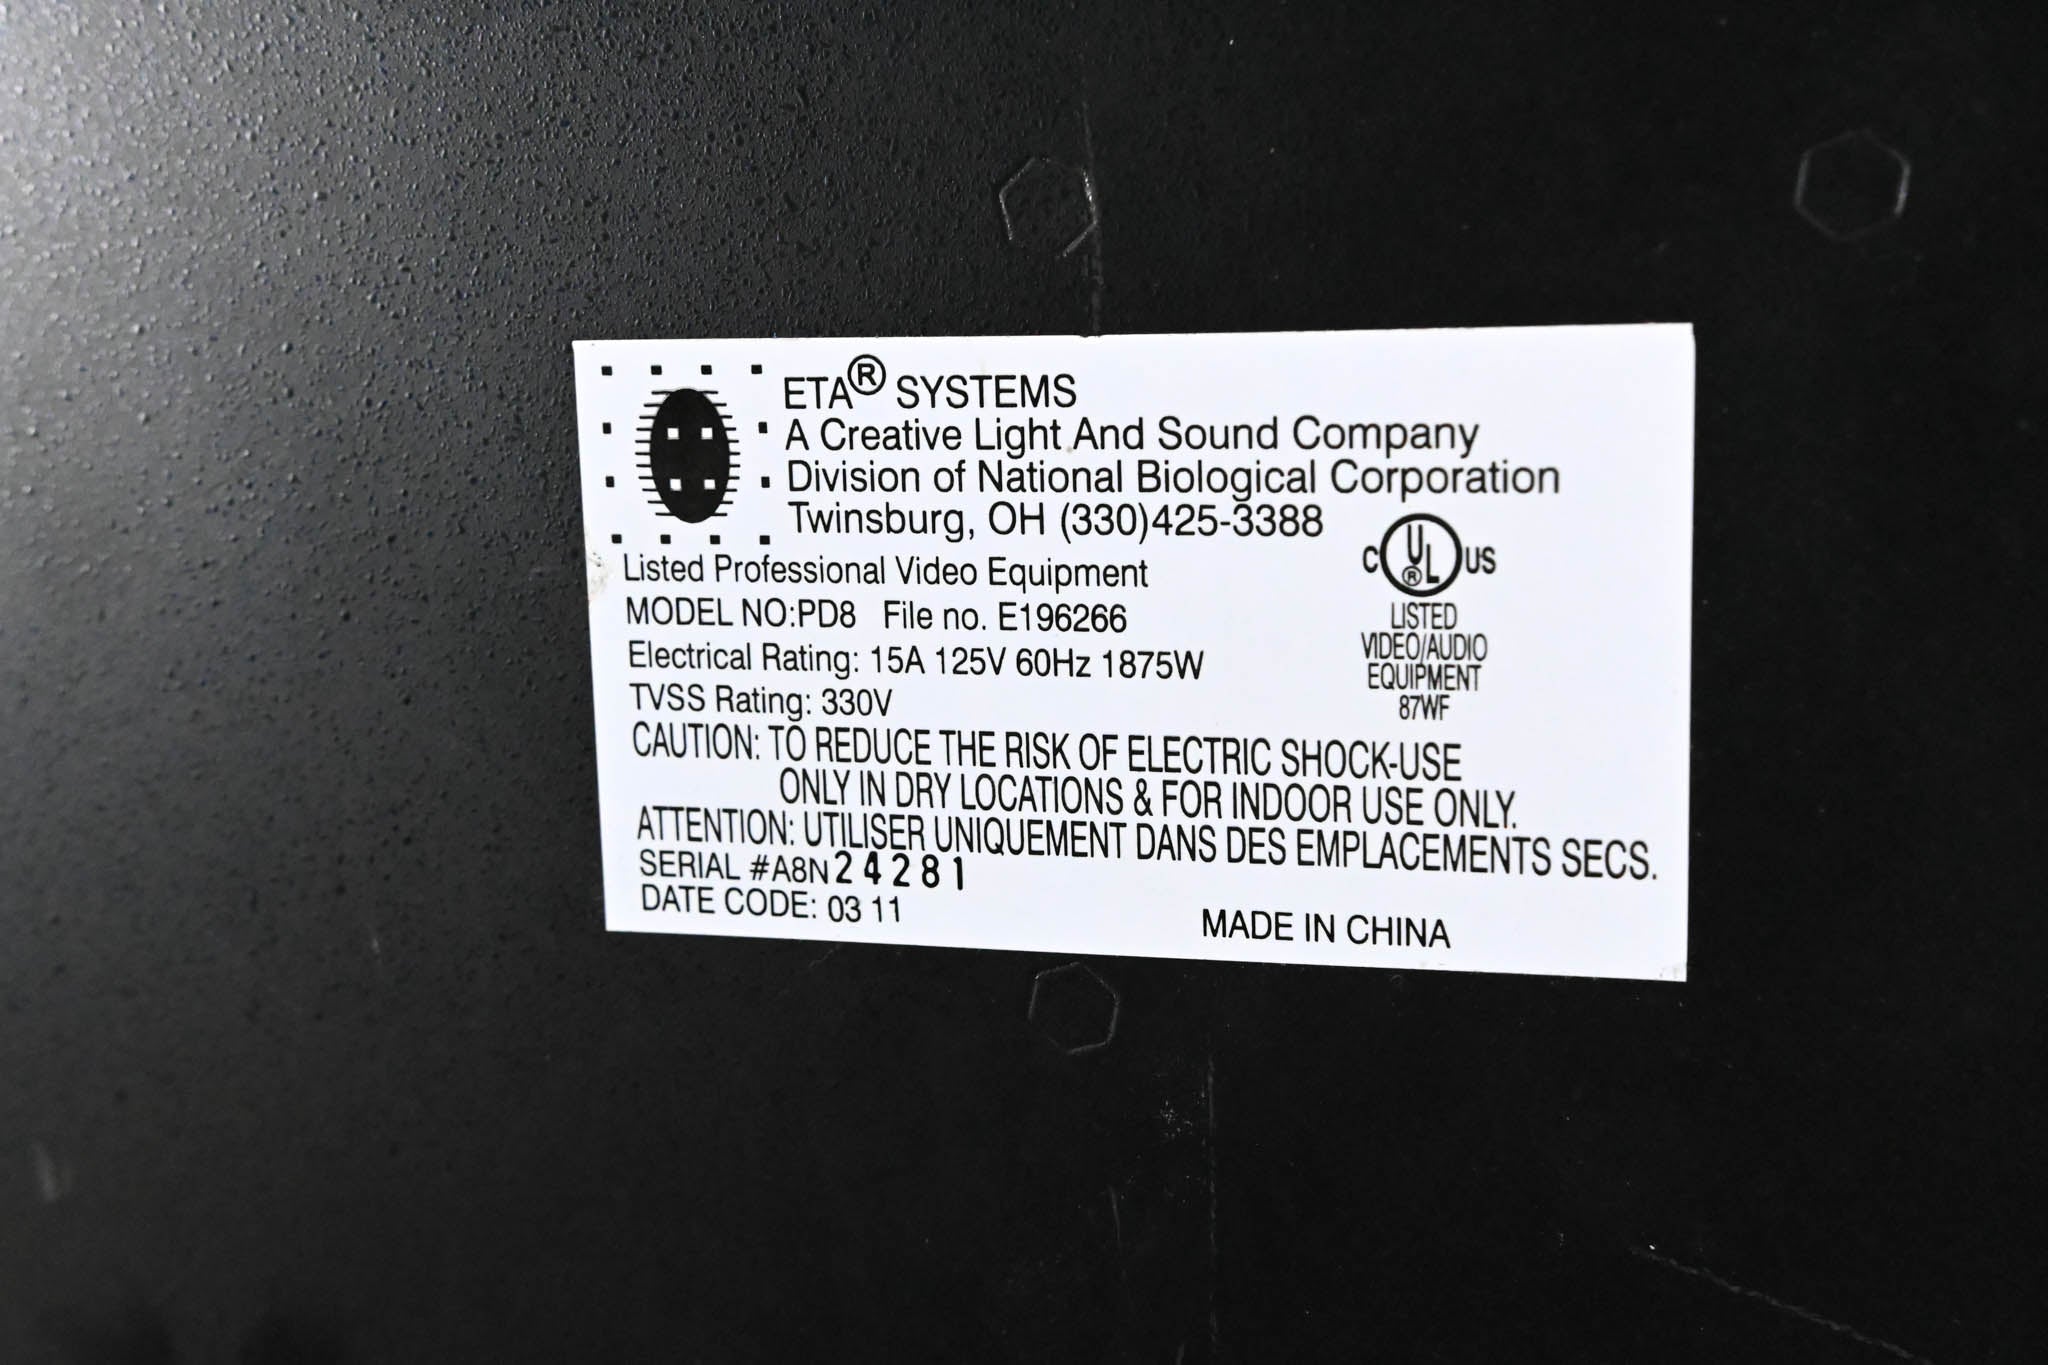 ETA® SYSTEMS
A Creative Light And Sound Company
Division of National Biological Corporation
Twinsburg, OH (330)425-3388
Listed Professional Video Equipment
MODEL NO:PD8 File no. E196266
Electrical Rating: 15A 125V 60Hz 1875W
TVSS Rating: 330V
C UL® US
LISTED
VIDEO/AUDIO
EQUIPMENT
87WF
CAUTION: TO REDUCE THE RISK OF ELECTRIC SHOCK-USE
ONLY IN DRY LOCATIONS & FOR INDOOR USE ONLY.
ATTENTION: UTILISER UNIQUEMENT DANS DES EMPLACEMENTS SECS.
SERIAL #A8N24281
DATE CODE: 03 11
MADE IN CHINA